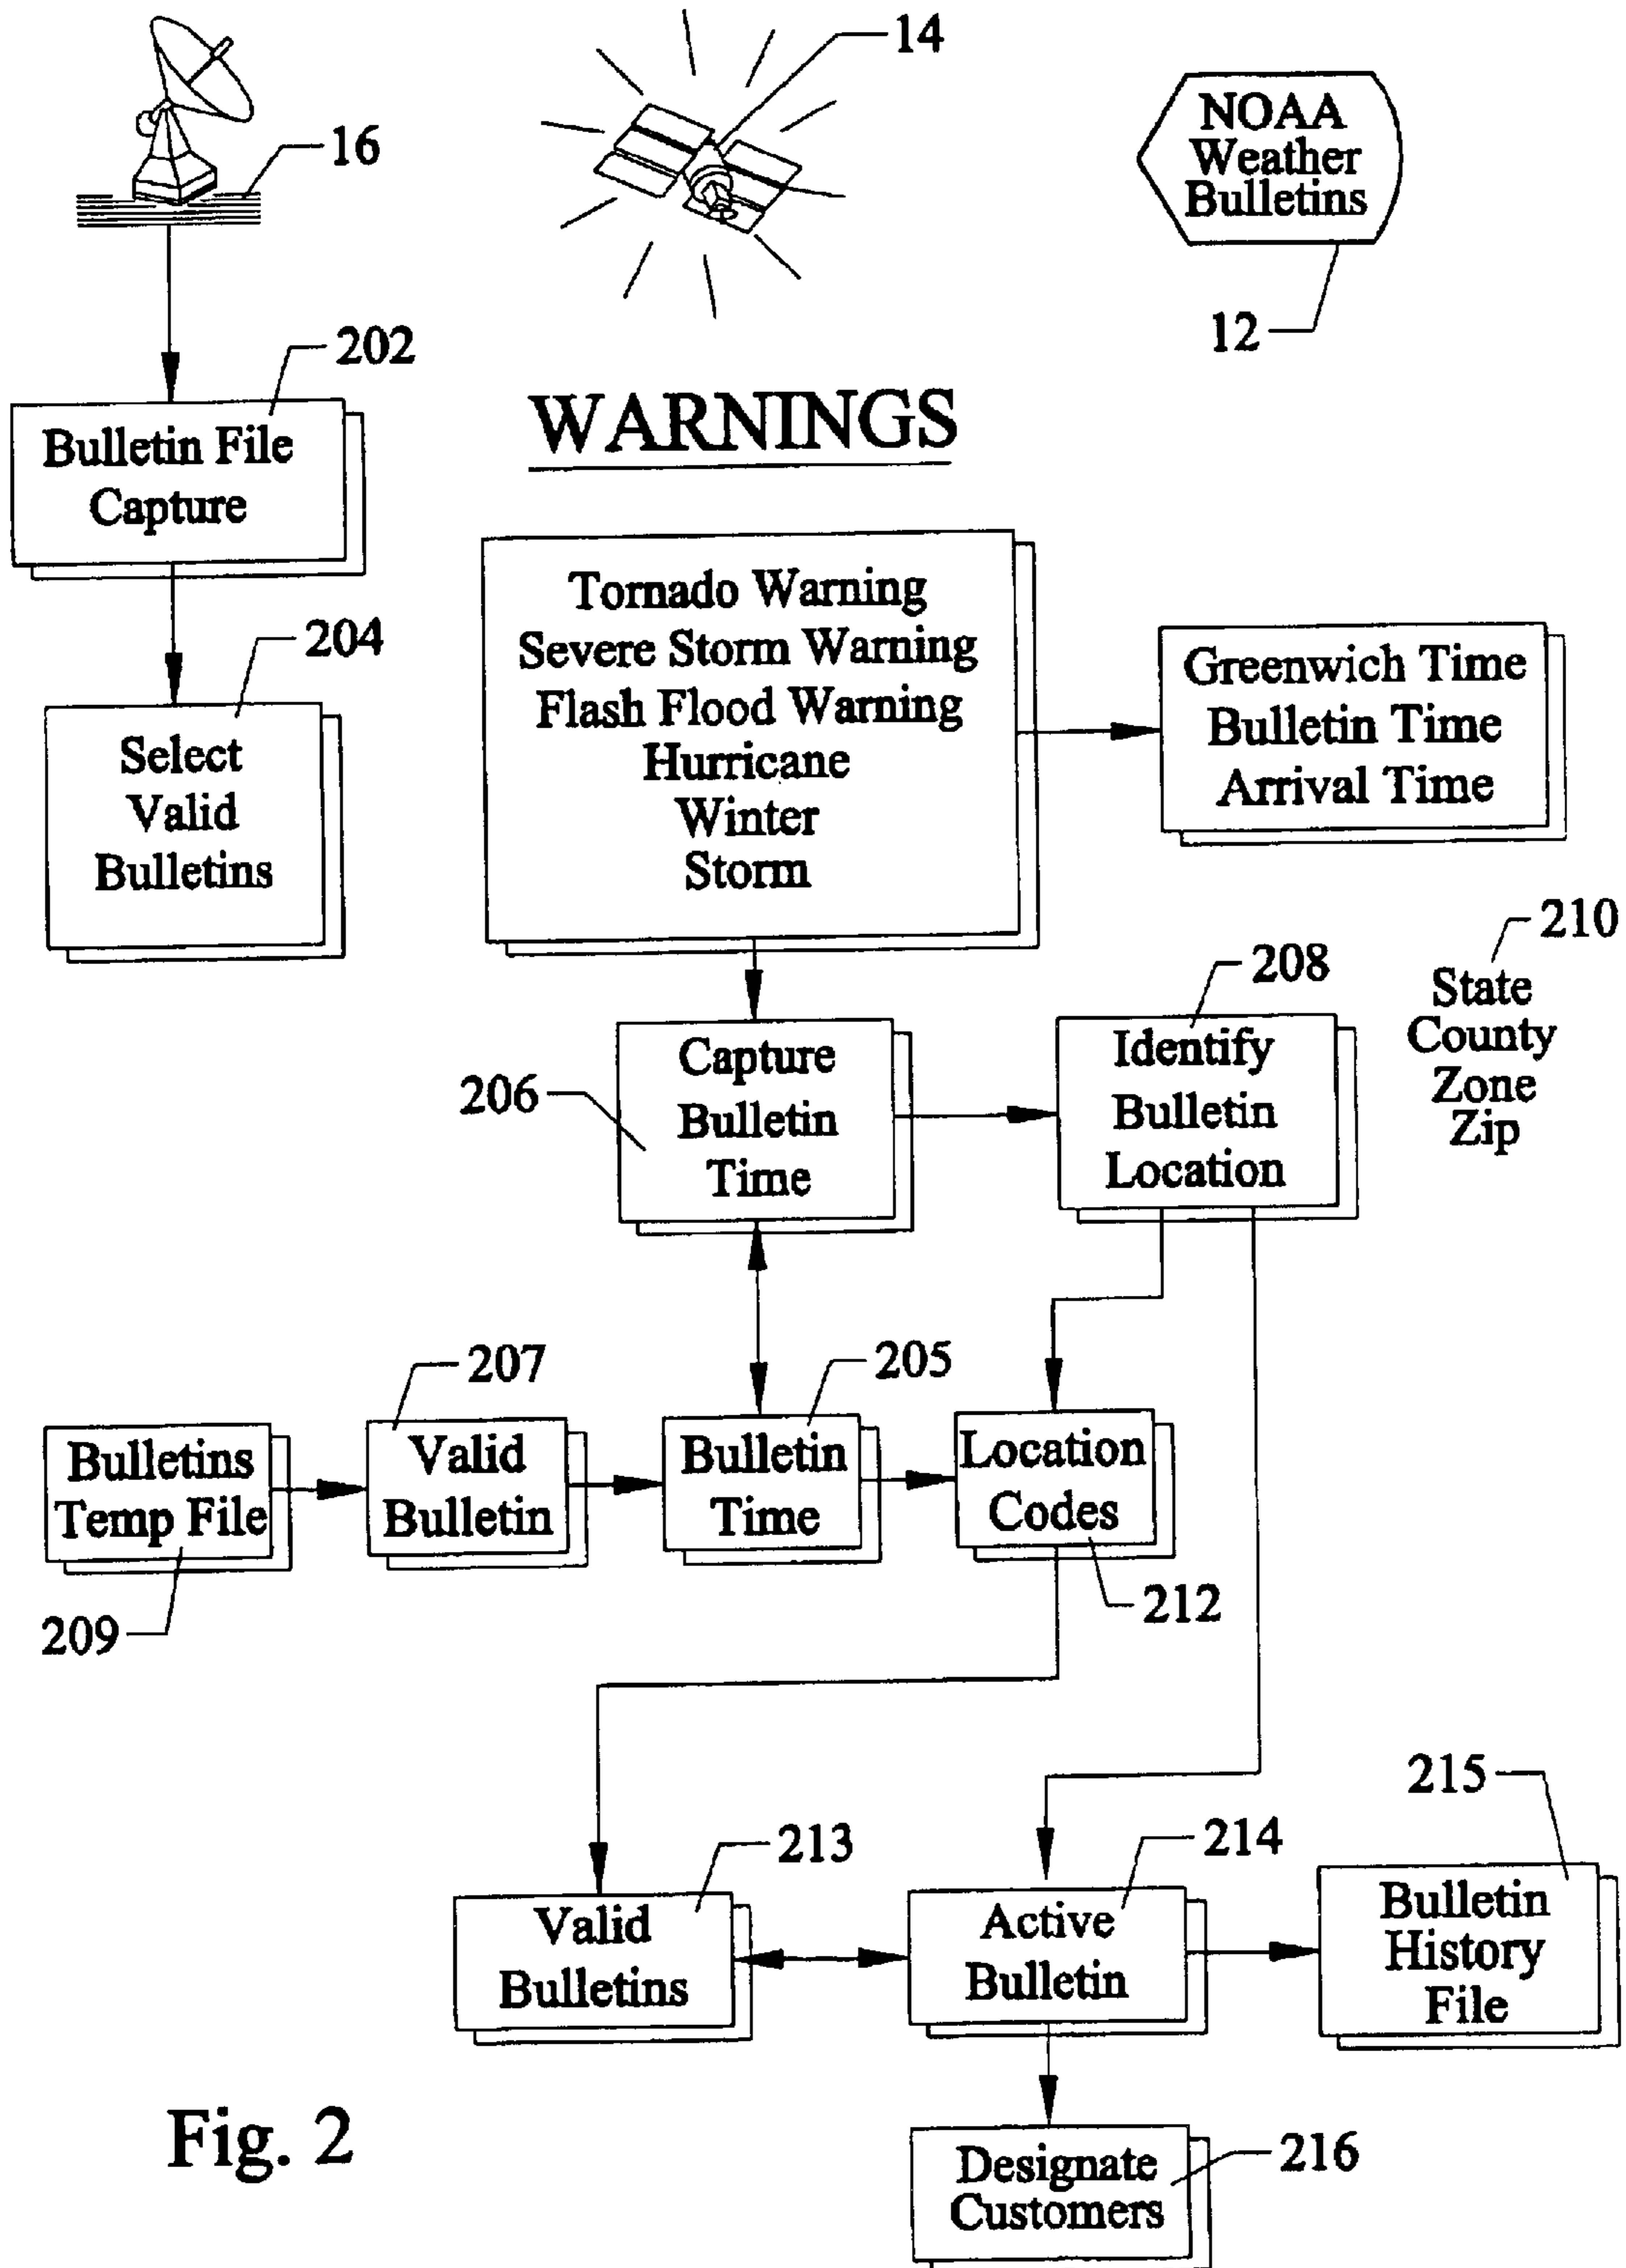 14
16
NOAA
Weather
Bulletins
12
202
Bulletin File
Capture
WARNINGS
204
Select
Valid
Bulletins
Tornado Warning
Severe Storm Warning
Flash Flood Warning
Hurricane
Winter
Storm
Greenwich Time
Bulletin Time
Arrival Time
210
State
County
Zone
Zip
208
Identify
Bulletin
Location
206
Capture
Bulletin
Time
207
205
Bulletins
Temp File
209
Valid
Bulletin
Bulletin
Time
Location
Codes
212
213
Valid
Bulletins
214
Active
Bulletin
215
Bulletin
History
File
216
Designate
Customers
Fig. 2